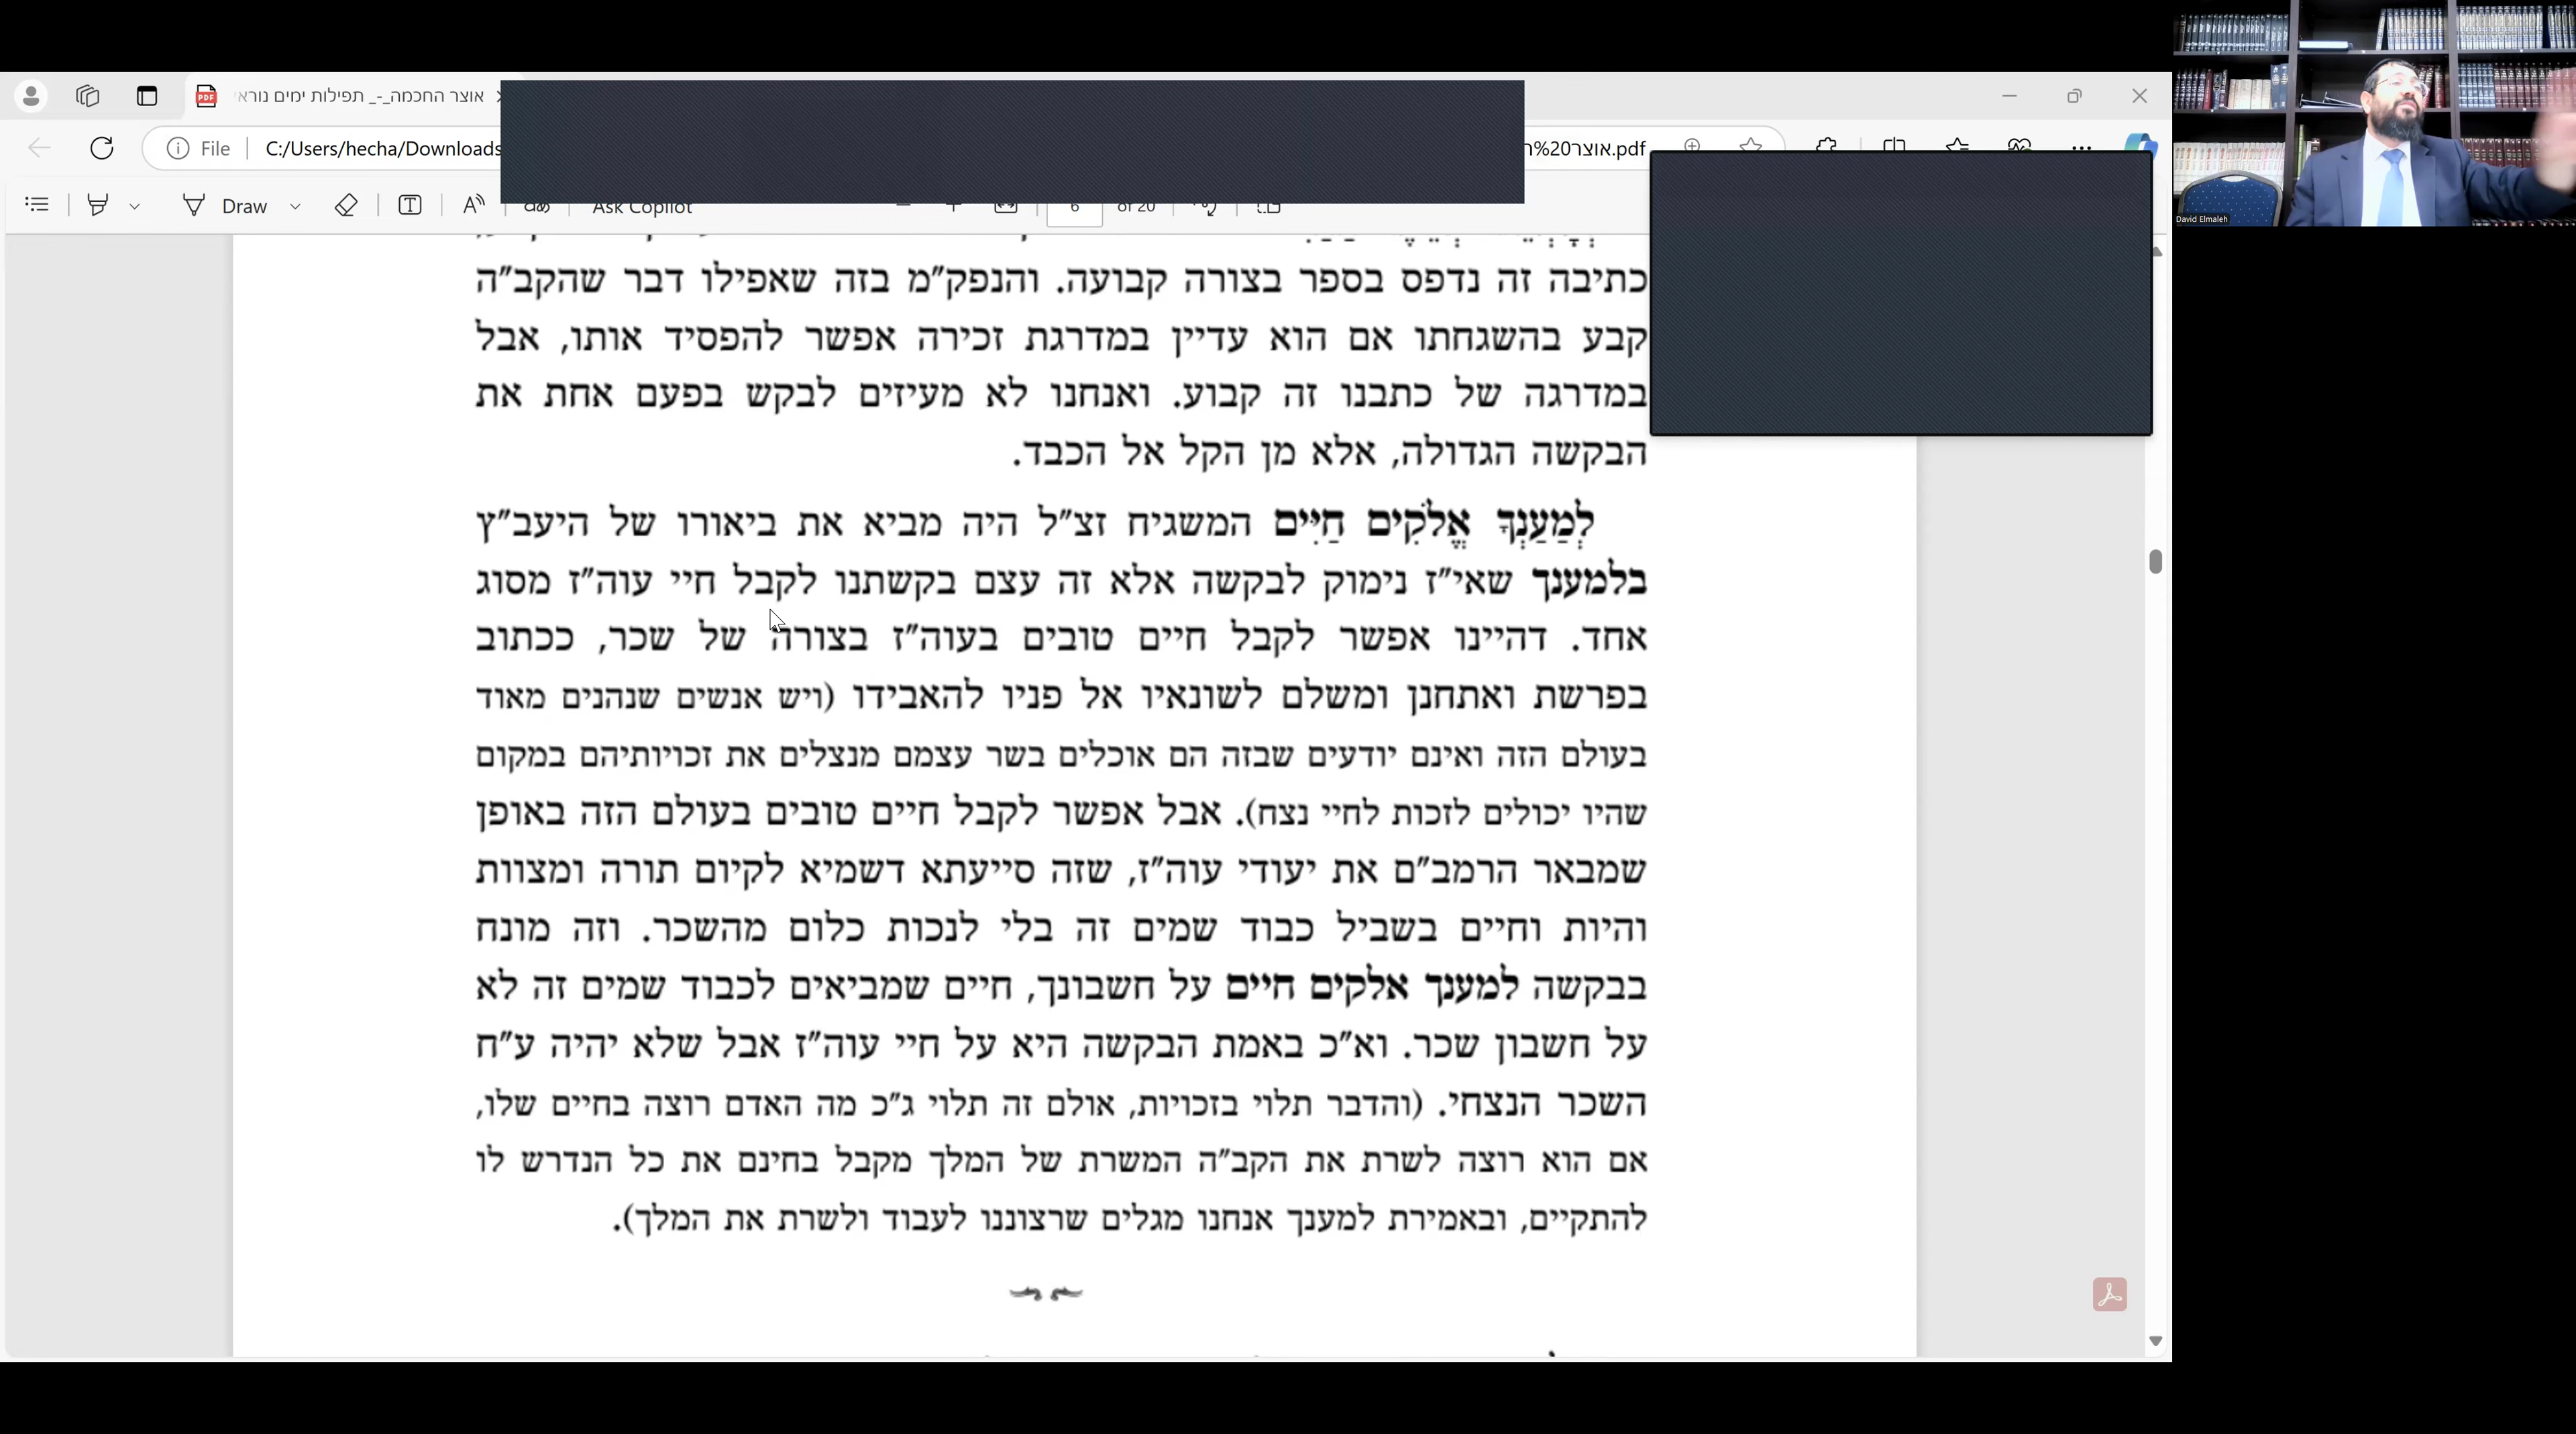 אוצר החכמה_-_ תפילות ימים נורא
File
C:/Users/hecha/Downloads
אוצר%20.pdf
Draw
Ask Copilot
6
of 20
David Elmaleh
כתיבה זה נדפס בספר בצורה קבועה. והנפק"מ בזה שאפילו דבר שהקב"ה
קבע בהשגחתו אם הוא עדיין במדרגת זכירה אפשר להפסיד אותו, אבל
במדרגה של כתבנו זה קבוע. ואנחנו לא מעיזים לבקש בפעם אחת את
הבקשה הגדולה, אלא מן הקל אל הכבד.
לְמַעַנְךָ אֱלֹקִים חַיִּים המשגיח זצ"ל היה מביא את ביאורו של היעב"ץ
בלמענך שאי"ז נימוק לבקשה אלא זה עצם בקשתנו לקבל חיי עוה"ז מסוג
אחד. דהיינו אפשר לקבל חיים טובים בעוה"ז בצורה של שכר, ככתוב
בפרשת ואתחנן ומשלם לשונאיו אל פניו להאבידו (ויש אנשים שנהנים מאוד
בעולם הזה ואינם יודעים שבזה הם אוכלים בשר עצמם מנצלים את זכויותיהם במקום
שהיו יכולים לזכות לחיי נצח). אבל אפשר לקבל חיים טובים בעולם הזה באופן
שמבאר הרמב"ם את יעודי עוה"ז, שזה סייעתא דשמיא לקיום תורה ומצוות
והיות וחיים בשביל כבוד שמים זה בלי לנכות כלום מהשכר. וזה מונח
בבקשה למענך אלקים חיים על חשבונך, חיים שמביאים לכבוד שמים זה לא
על חשבון שכר. וא"כ באמת הבקשה היא על חיי עוה"ז אבל שלא יהיה ע"ח
השכר הנצחי. (והדבר תלוי בזכויות, אולם זה תלוי ג"כ מה האדם רוצה בחיים שלו,
אם הוא רוצה לשרת את הקב"ה המשרת של המלך מקבל בחינם את כל הנדרש לו
להתקיים, ובאמירת למענך אנחנו מגלים שרצוננו לעבוד ולשרת את המלך).